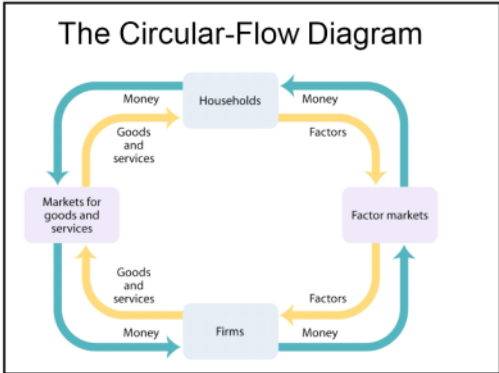 The Circular-Flow Diagram
Money
Households
Money
Goods
and
services
Factors
Markets for
goods and
services
Factor markets
Goods
and
services
Factors
Money
Firms
Money